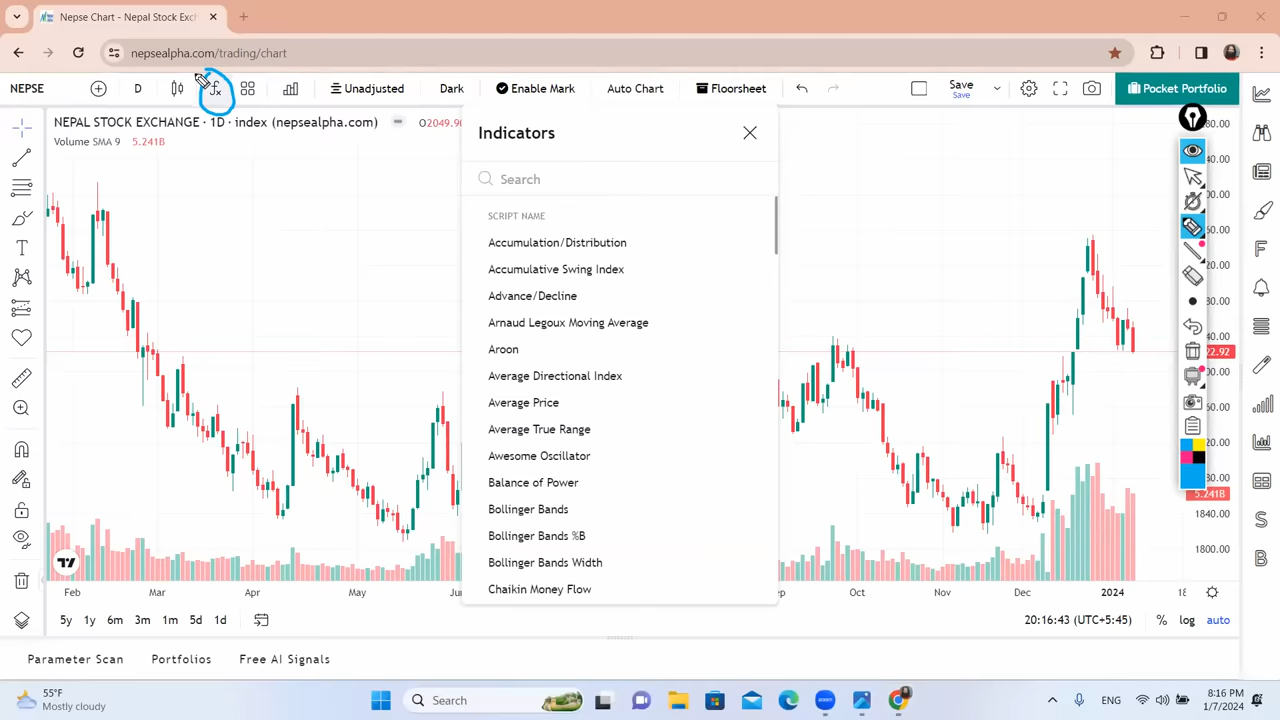 Nepse Chart - Nepal Stock Exch
nepsealpha.com/trading/chart
NEPSE
D
fx
Unadjusted
Dark
Enable Mark
Auto Chart
Floorsheet
Save
Save
Pocket Portfolio
NEPAL STOCK EXCHANGE · 1D · index (nepsealpha.com)
O2049.90
Volume SMA 9 5.241B
Indicators
Search
SCRIPT NAME
Accumulation/Distribution
Accumulative Swing Index
Advance/Decline
Arnaud Legoux Moving Average
Aroon
Average Directional Index
Average Price
Average True Range
Awesome Oscillator
Balance of Power
Bollinger Bands
Bollinger Bands %B
Bollinger Bands Width
Chaikin Money Flow
22.92
5.241B
1840.00
1800.00
Feb Mar Apr May Oct Nov Dec 2024 18
5y 1y 6m 3m 1m 5d 1d
20:16:43 (UTC+5:45) % log auto
Parameter Scan Portfolios Free AI Signals
55°F
Mostly cloudy
Search
ENG
8:16 PM
1/7/2024